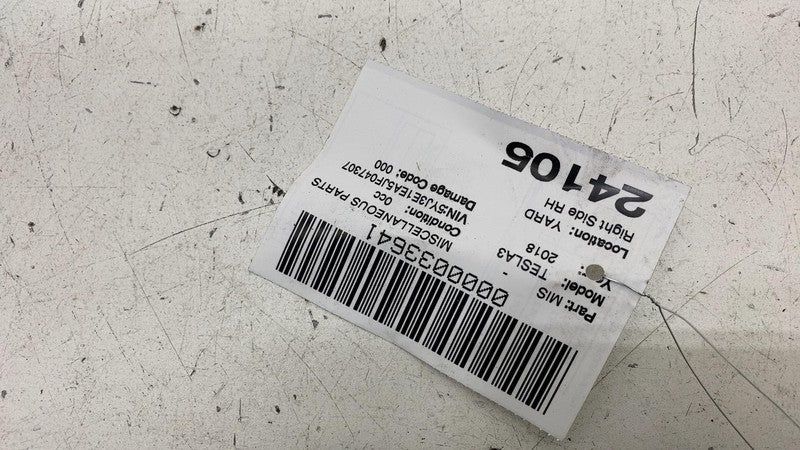 0000033641
Part: MIS MISCELLANEOUS PARTS
Model: TESLA3 Condition: 0cc
2018 VIN:5YJ3E1EA5JF047307
Damage Code: 000
Location: YARD
Right Side RH
24105